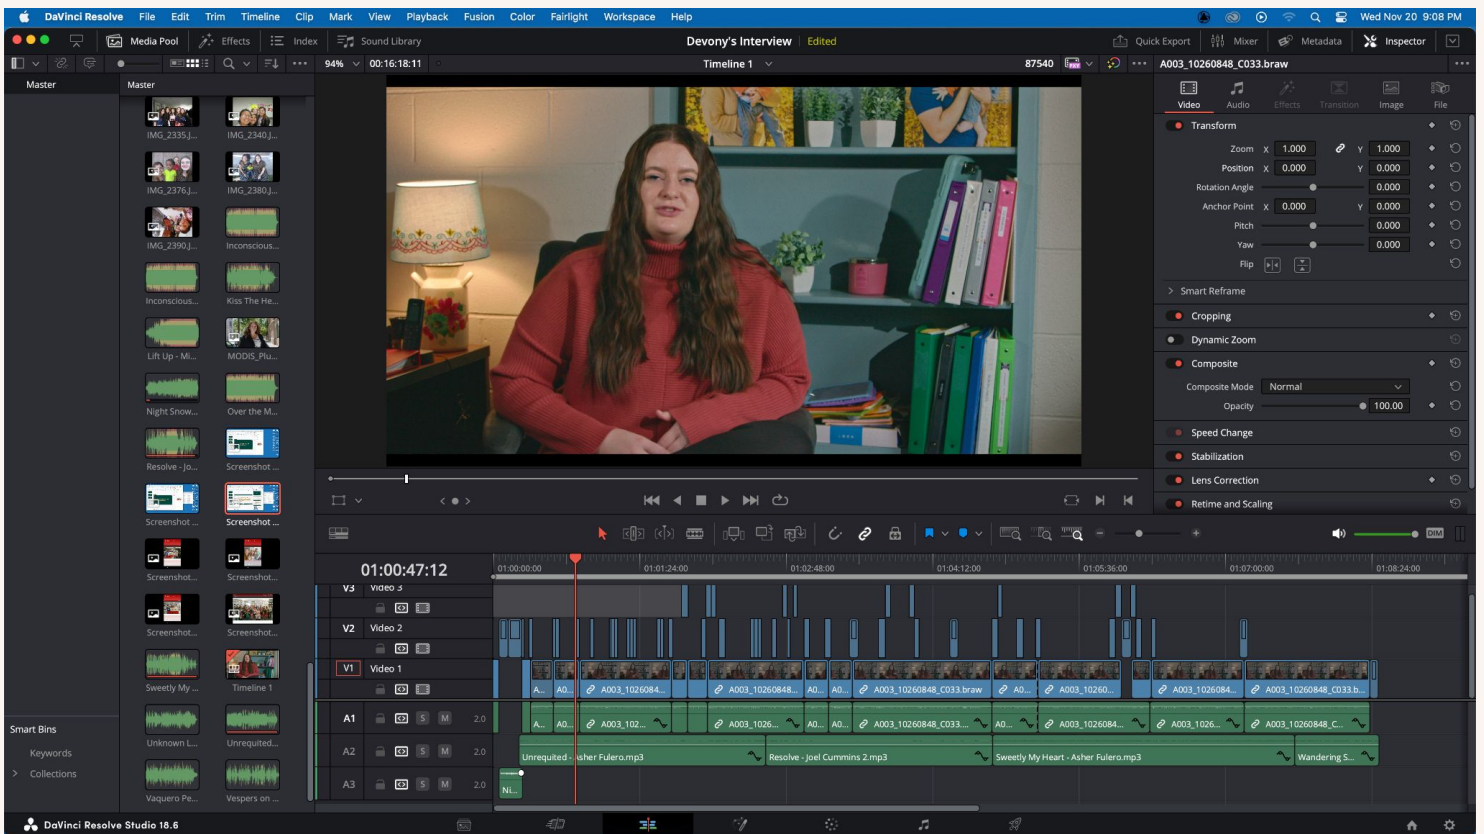 DaVinci Resolve File Edit Trim Timeline Clip Mark View Playback Fusion Color Fairlight Workspace Help Wed Nov 20 9:08 PM
Media Pool Effects Index Sound Library Devony's Interview Edited Quick Export Mixer Metadata Inspector
94% 00:16:18:11 Timeline 1 87540 A003_10260848_C033.braw
Master
Master
IMG_2335.J... IMG_2340.J...
IMG_2376.J... IMG_2380.J...
IMG_2390.J... Inconscious...
Inconscious... Kiss The He...
Lift Up - Mi... MODIS_Plu...
Night Snow... Over the M...
Resolve - Jo... Screenshot ...
Screenshot ... Screenshot ...
Screenshot... Screenshot...
Screenshot... Screenshot...
Sweetly My ... Timeline 1
Unknown L... Unrequited...
Vaquero Pe... Vespers on ...
Smart Bins
Keywords
Collections
Video Audio Effects Transition Image File
Transform
Zoom X 1.000 Y 1.000
Position X 0.000 Y 0.000
Rotation Angle 0.000
Anchor Point X 0.000 Y 0.000
Pitch 0.000
Yaw 0.000
Flip
Smart Reframe
Cropping
Dynamic Zoom
Composite
Composite Mode Normal
Opacity 100.00
Speed Change
Stabilization
Lens Correction
Retime and Scaling
DIM
01:00:47:12 01:00:00:00 01:01:24:00 01:02:48:00 01:04:12:00 01:05:36:00 01:07:00:00 01:08:24:00
V3 Video 3
V2 Video 2
V1 Video 1
A... A0... A003_1026084... A003_10260848... A0... A0... A003_10260848_C033.braw A0... A003_10260... A003_1026084... A003_10260848_C033.b...
A1 S M 2.0 A... A0... A003_102... A003_1026... A0... A0... A003_10260848_C033.... A0... A003_1026084... A003_1026... A003_10260848_C...
A2 S M 2.0 Unrequited - Asher Fulero.mp3 Resolve - Joel Cummins 2.mp3 Sweetly My Heart - Asher Fulero.mp3 Wandering S...
A3 S M 2.0 Ni...
DaVinci Resolve Studio 18.6